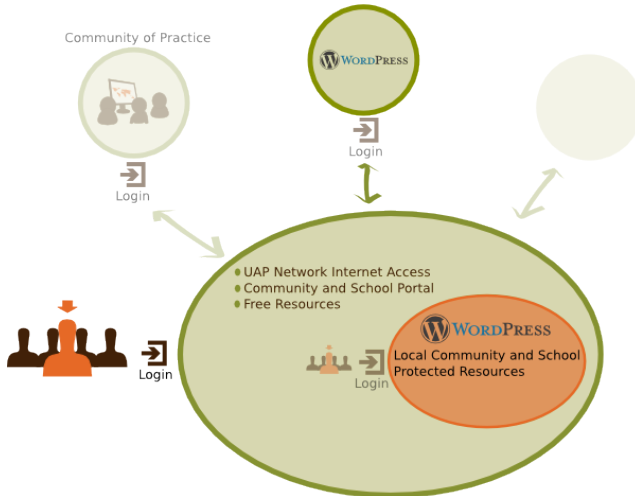 Community of Practice
WORDPRESS
Login
Login
UAP Network Internet Access
Community and School Portal
Free Resources
WORDPRESS
Local Community and School
Protected Resources
Login
Login